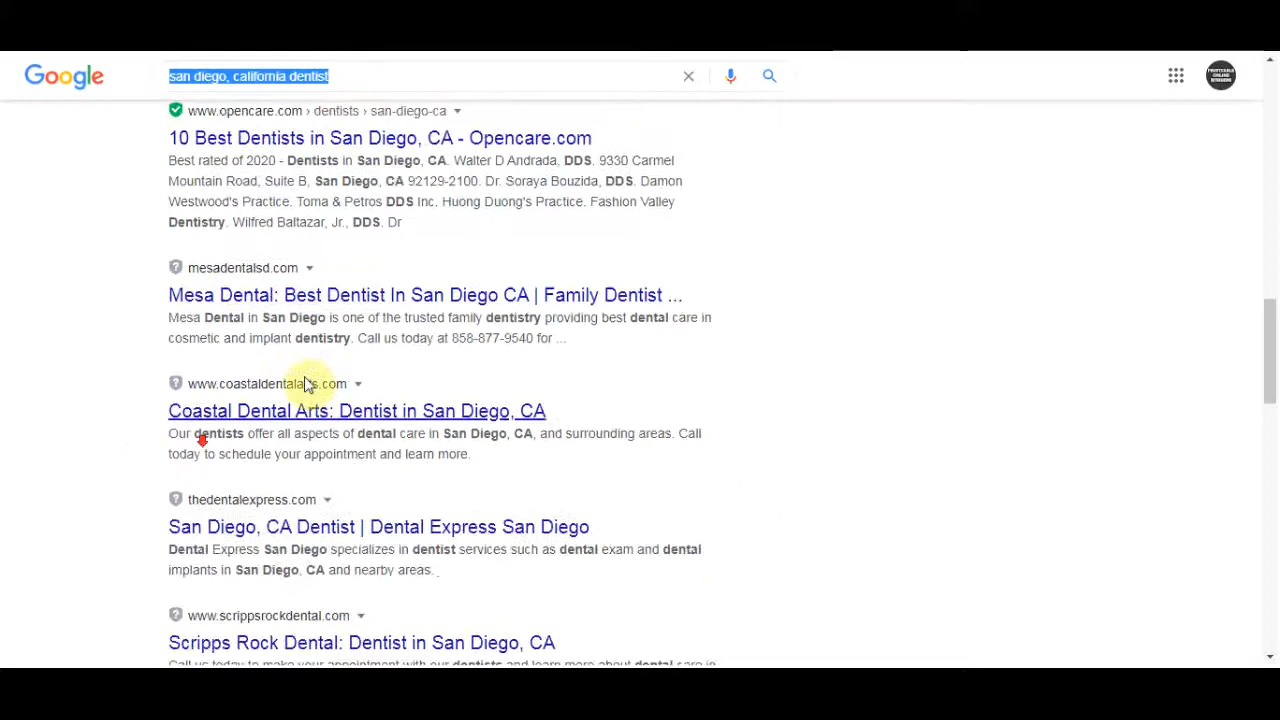 Google
san diego, california dentist
www.opencare.com › dentists › san-diego-ca
10 Best Dentists in San Diego, CA - Opencare.com
Best rated of 2020 - Dentists in San Diego, CA. Walter D Andrada, DDS. 9330 Carmel
Mountain Road, Suite B, San Diego, CA 92129-2100. Dr. Soraya Bouzida, DDS. Damon
Westwood's Practice. Toma & Petros DDS Inc. Huong Duong's Practice. Fashion Valley
Dentistry. Wilfred Baltazar, Jr., DDS. Dr
mesadentalsd.com
Mesa Dental: Best Dentist In San Diego CA | Family Dentist ...
Mesa Dental in San Diego is one of the trusted family dentistry providing best dental care in
cosmetic and implant dentistry. Call us today at 858-877-9540 for ...
www.coastaldentalarts.com
Coastal Dental Arts: Dentist in San Diego, CA
Our dentists offer all aspects of dental care in San Diego, CA, and surrounding areas. Call
today to schedule your appointment and learn more.
thedentalexpress.com
San Diego, CA Dentist | Dental Express San Diego
Dental Express San Diego specializes in dentist services such as dental exam and dental
implants in San Diego, CA and nearby areas.
www.scrippsrockdental.com
Scripps Rock Dental: Dentist in San Diego, CA
Call us today to make your appointment with our dentists and learn more about dental care in